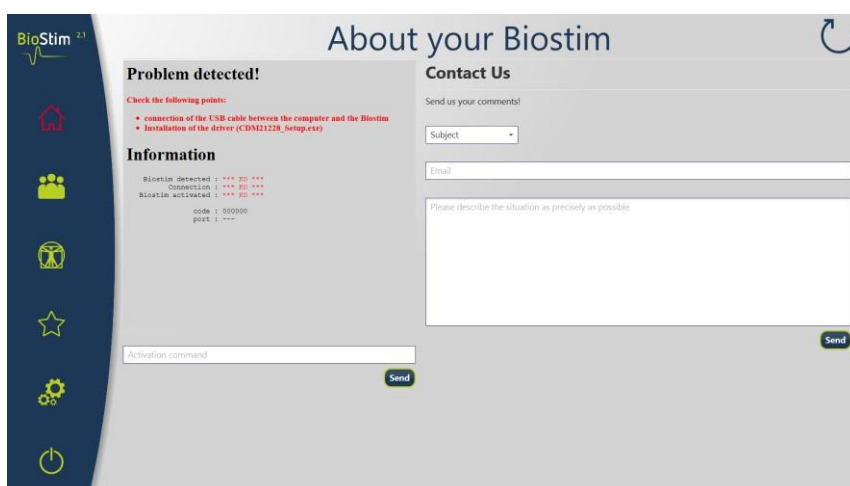 BioStim 2.1
About your Biostim
Problem detected!
Check the following points:
• connection of the USB cable between the computer and the Biostim
• Installation of the driver (CDM21228_Setup.exe)
Information
Biostim detected : *** KO ***
Connection : *** KO ***
Biostim activated : *** KO ***
code : 000000
port : ---
Activation command
Send
Contact Us
Send us your comments!
Subject
Email
Please describe the situation as precisely as possible
Send